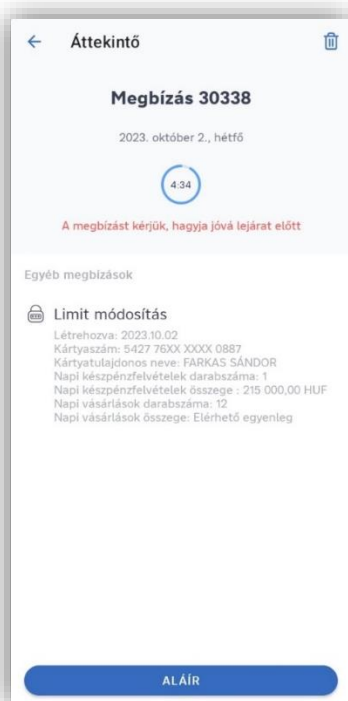 Áttekintő
Megbízás 30338
2023. október 2., hétfő
4:34
A megbízást kérjük, hagyja jóvá lejárat előtt
Egyéb megbízások
Limit módosítás
Létrehozva: 2023.10.02
Kártyaszám: 5427 76XX XXXX 0887
Kártyatulajdonos neve: FARKAS SÁNDOR
Napi készpénzfelvételek darabszáma: 1
Napi készpénzfelvételek összege : 215 000,00 HUF
Napi vásárlások darabszáma: 12
Napi vásárlások összege: Elérhető egyenleg
ALÁÍR